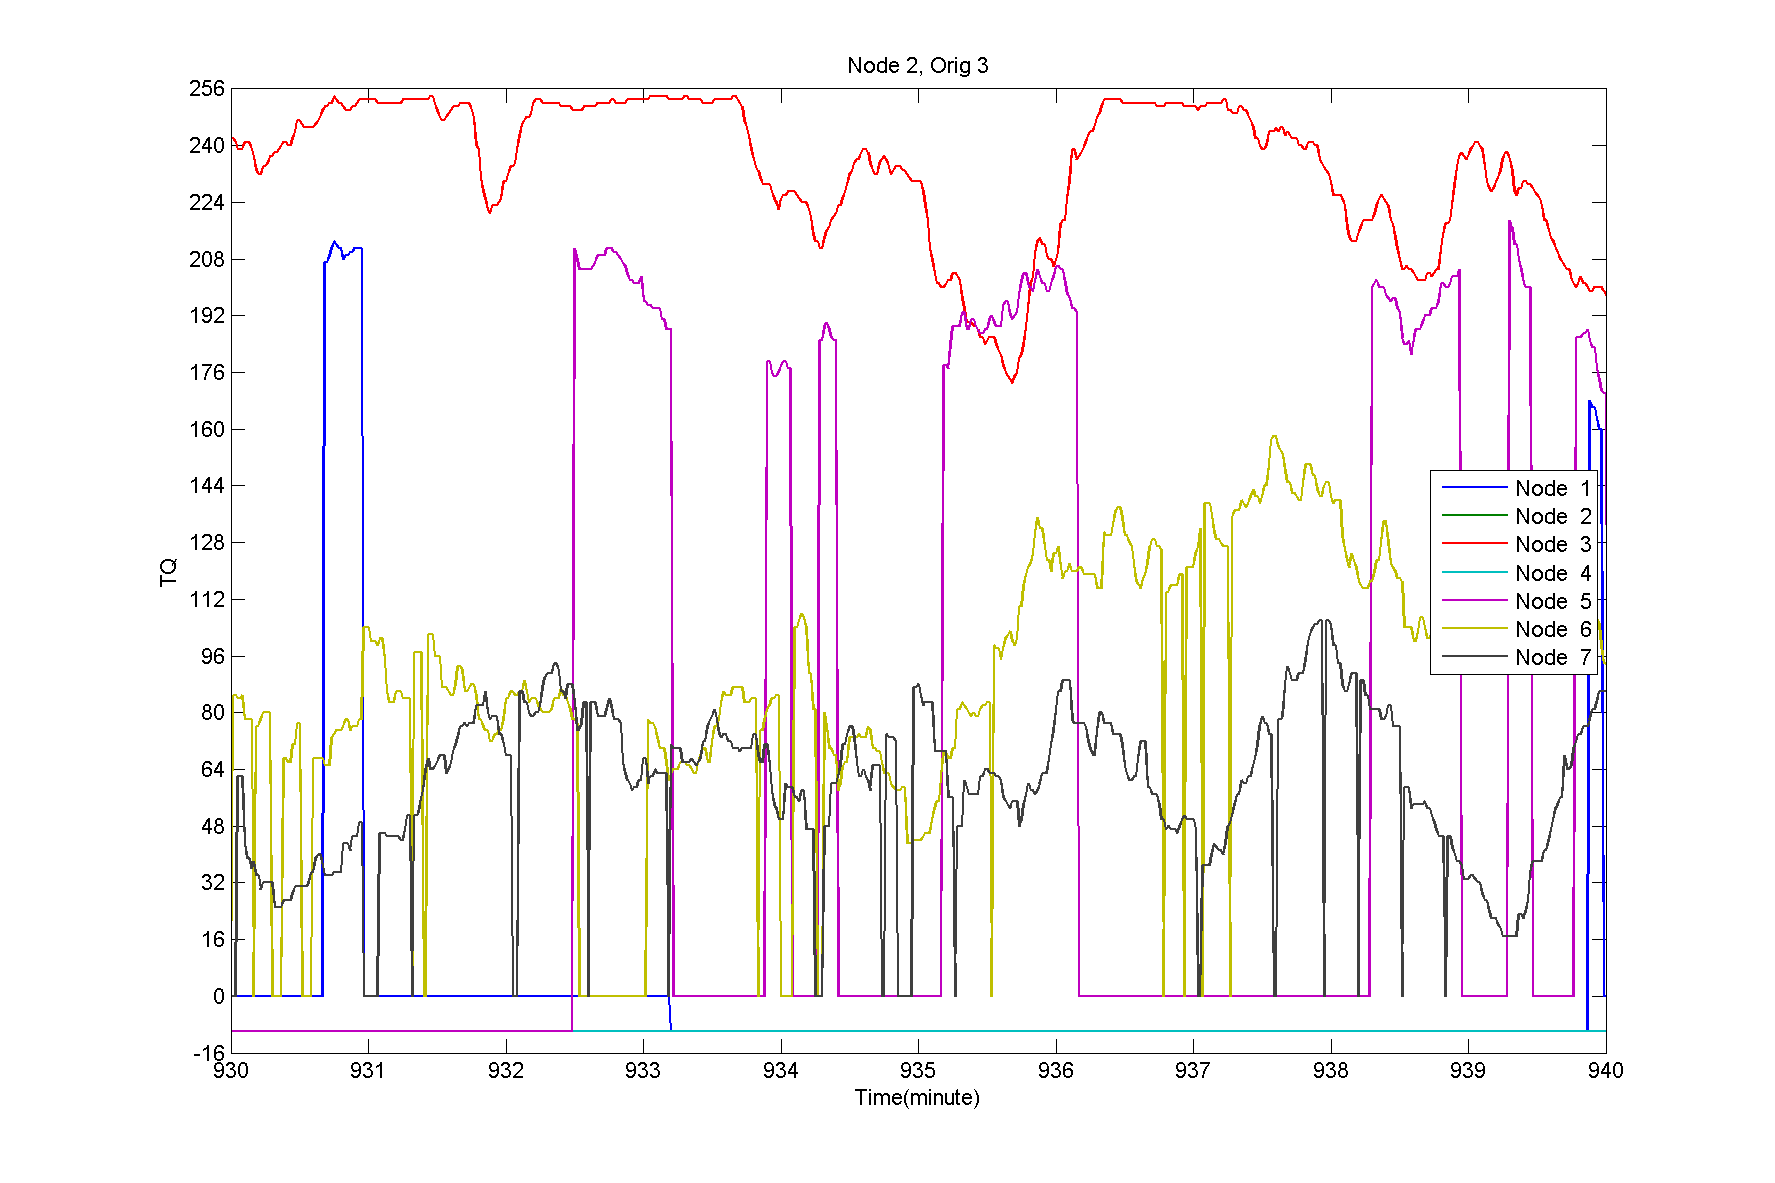 Node 2, Orig 3
256
240
224
208
192
176
160
144
128
112
96
80
64
48
32
16
0
-16
TQ
Node 1
Node 2
Node 3
Node 4
Node 5
Node 6
Node 7
930 931 932 933 934 935 936 937 938 939 940
Time(minute)